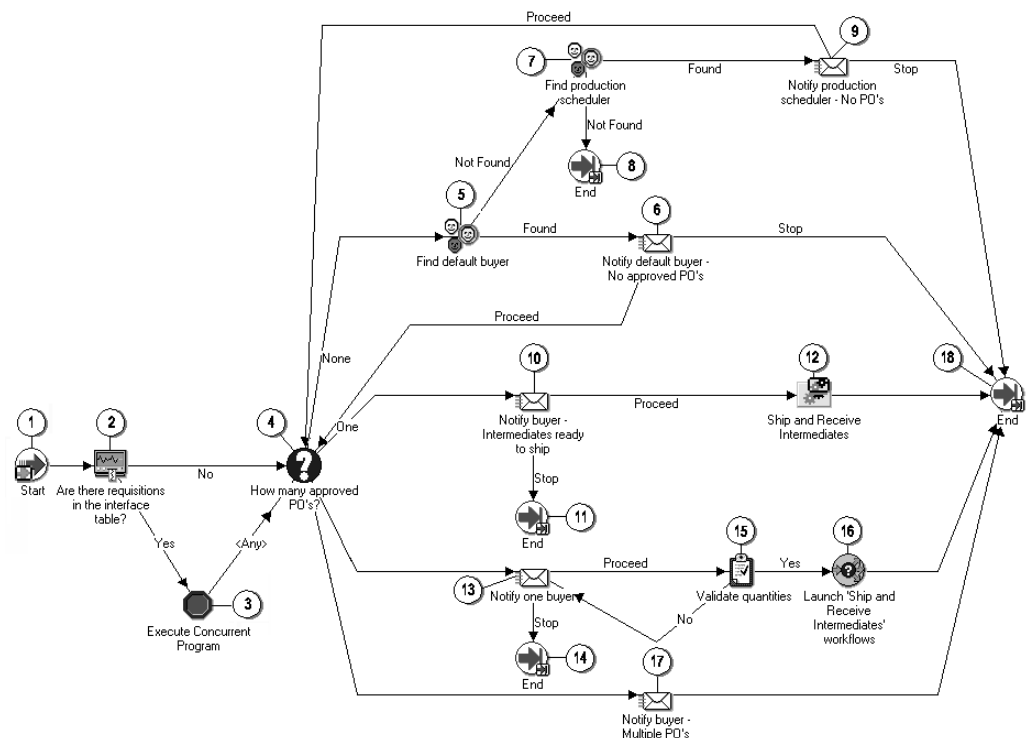 Proceed
9
7
Found
Stop
Find production
scheduler
Notify production
scheduler - No PO's
Not Found
Not Found
8
End
5
6
Found
Stop
Find default buyer
Notify default buyer -
No approved PO's
Proceed
None
10
12
18
One
Proceed
Notify buyer -
Intermediates ready
to ship
Ship and Receive
Intermediates
End
1
2
4
Start
No
Are there requisitions
in the interface
table?
How many approved
PO's?
Stop
11
End
15
16
Yes
<Any>
Proceed
Yes
13
Notify one buyer
Validate quantities
Launch 'Ship and
Receive
Intermediates'
workflows
3
No
Execute Concurrent
Program
Stop
14
End
17
Notify buyer -
Multiple PO's